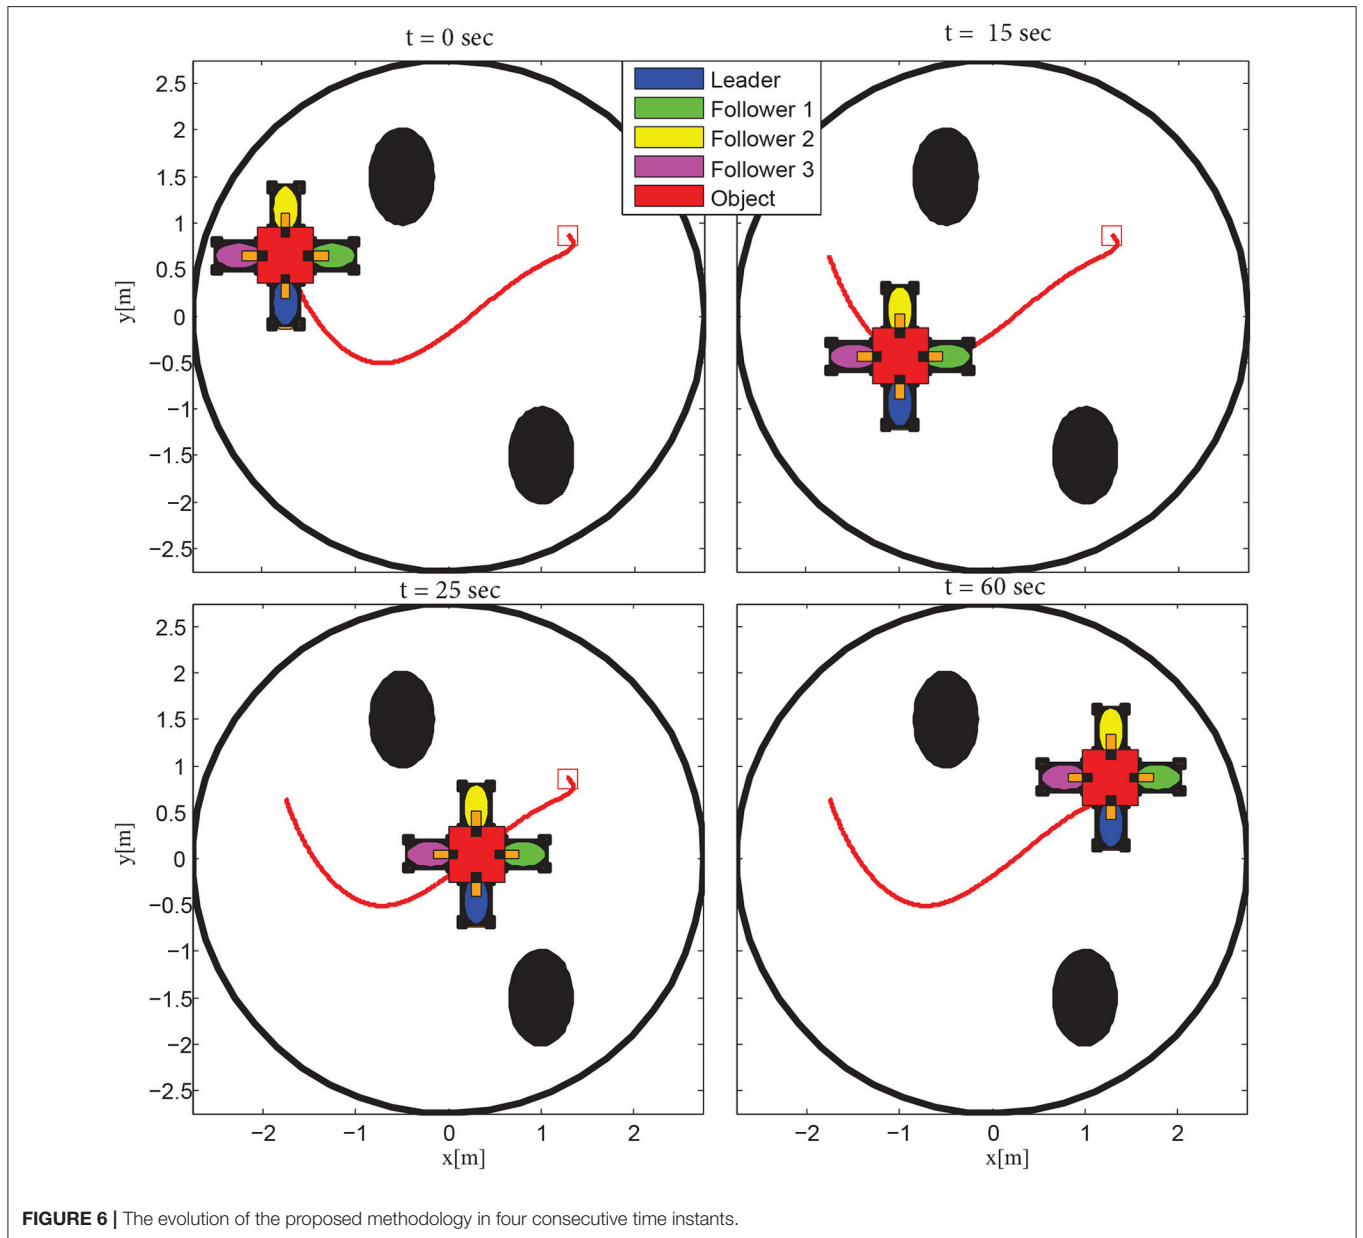 t = 0 sec
t = 15 sec
Leader
Follower 1
Follower 2
Follower 3
Object
2.5
2
1.5
1
0.5
0
−0.5
−1
−1.5
−2
−2.5
y[m]
t = 25 sec
t = 60 sec
2.5
2
1.5
1
0.5
0
−0.5
−1
−1.5
−2
−2.5
y[m]
−2 −1 0 1 2
x[m]
−2 −1 0 1 2
x[m]
FIGURE 6 | The evolution of the proposed methodology in four consecutive time instants.